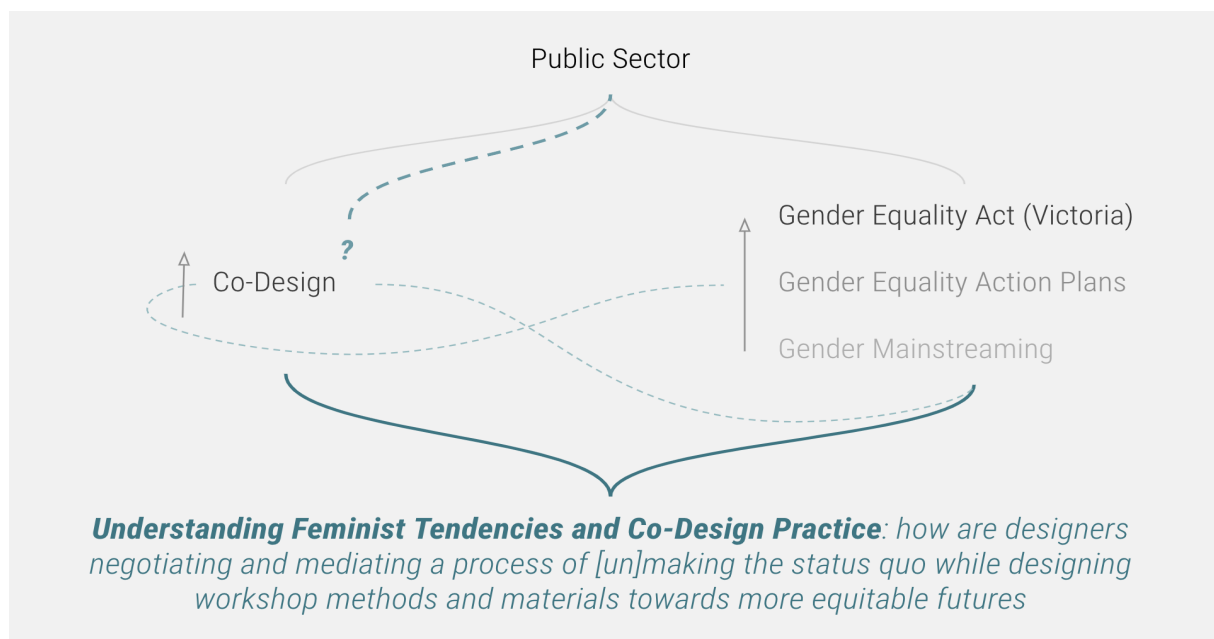 Public Sector
?
Gender Equality Act (Victoria)
Co-Design
Gender Equality Action Plans
Gender Mainstreaming
Understanding Feminist Tendencies and Co-Design Practice: how are designers
negotiating and mediating a process of [un]making the status quo while designing
workshop methods and materials towards more equitable futures